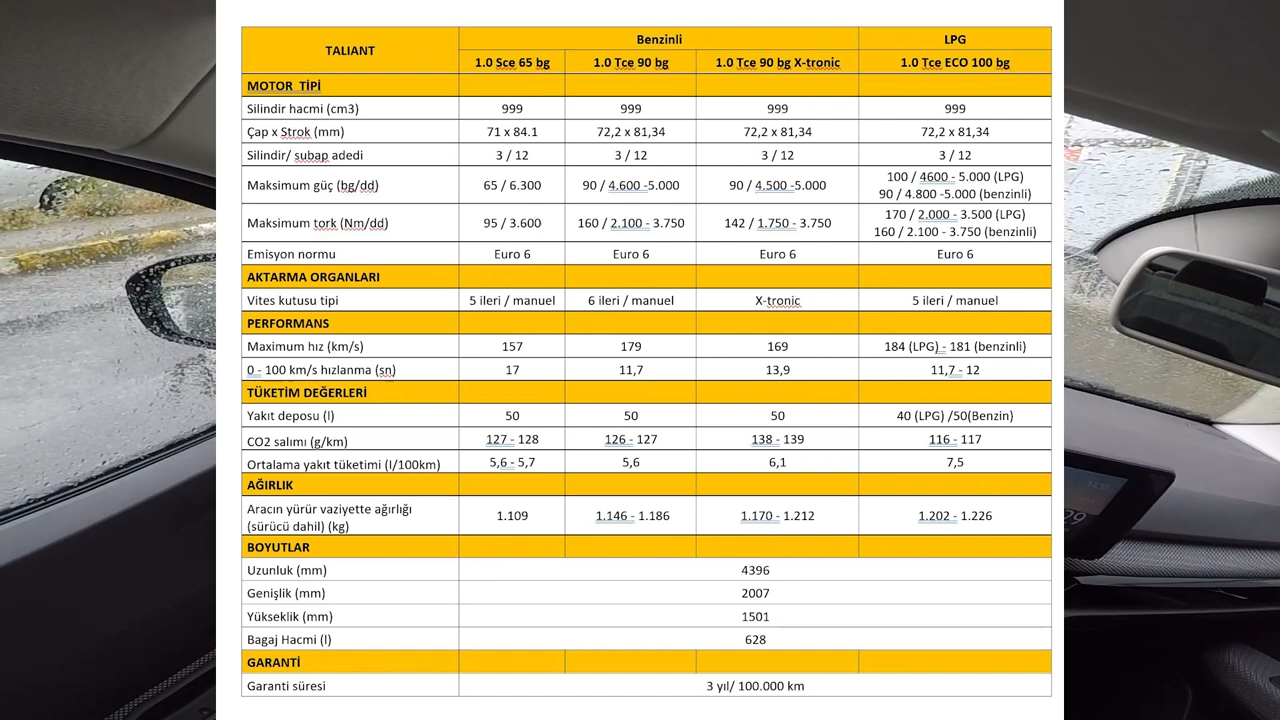 TALIANT Benzinli LPG
1.0 Sce 65 bg 1.0 Tce 90 bg 1.0 Tce 90 bg X-tronic 1.0 Tce ECO 100 bg
MOTOR TİPİ
Silindir hacmi (cm3) 999 999 999 999
Çap x Strok (mm) 71 x 84.1 72,2 x 81,34 72,2 x 81,34 72,2 x 81,34
Silindir/ subap adedi 3 / 12 3 / 12 3 / 12 3 / 12
Maksimum güç (bg/dd) 65 / 6.300 90 / 4.600 -5.000 90 / 4.500 -5.000 100 / 4600 - 5.000 (LPG)
90 / 4.800 -5.000 (benzinli)
Maksimum tork (Nm/dd) 95 / 3.600 160 / 2.100 - 3.750 142 / 1.750 - 3.750 170 / 2.000 - 3.500 (LPG)
160 / 2.100 - 3.750 (benzinli)
Emisyon normu Euro 6 Euro 6 Euro 6 Euro 6
AKTARMA ORGANLARI
Vites kutusu tipi 5 ileri / manuel 6 ileri / manuel X-tronic 5 ileri / manuel
PERFORMANS
Maximum hız (km/s) 157 179 169 184 (LPG) - 181 (benzinli)
0 - 100 km/s hızlanma (sn) 17 11,7 13,9 11,7 - 12
TÜKETİM DEĞERLERİ
Yakıt deposu (l) 50 50 50 40 (LPG) /50(Benzin)
CO2 salımı (g/km) 127 - 128 126 - 127 138 - 139 116 - 117
Ortalama yakıt tüketimi (l/100km) 5,6 - 5,7 5,6 6,1 7,5
AĞIRLIK
Aracın yürür vaziyette ağırlığı
(sürücü dahil) (kg) 1.109 1.146 - 1.186 1.170 - 1.212 1.202 - 1.226
BOYUTLAR
Uzunluk (mm) 4396
Genişlik (mm) 2007
Yükseklik (mm) 1501
Bagaj Hacmi (l) 628
GARANTİ
Garanti süresi 3 yıl/ 100.000 km